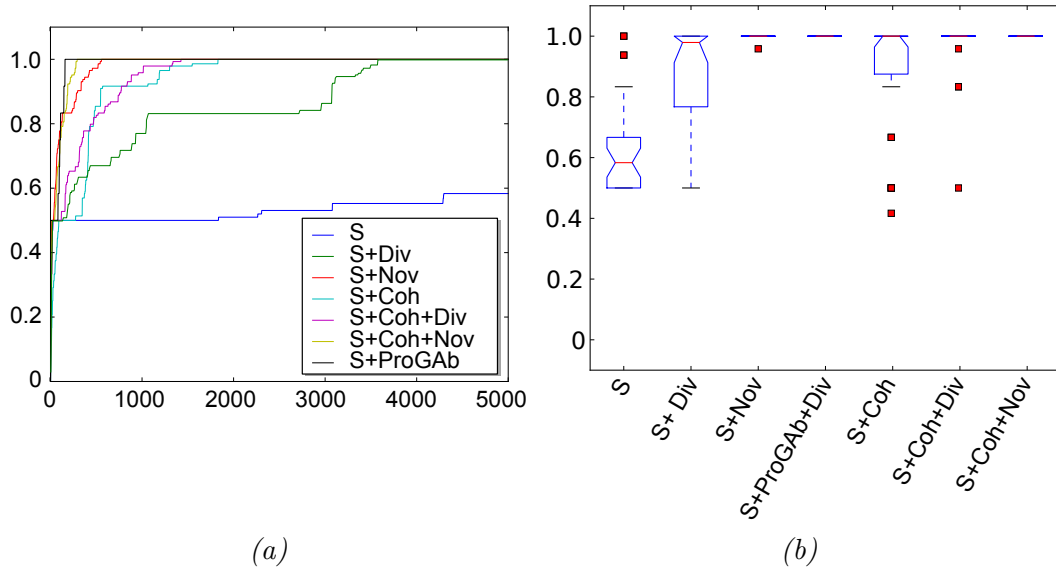 1.0
0.8
0.6
0.4
0.2
0
0
1000
2000
3000
4000
5000
S
S+Div
S+Nov
S+Coh
S+Coh+Div
S+Coh+Nov
S+ProGAb
(a)
1.0
0.8
0.6
0.4
0.2
0
S
S+ Div
S+Nov
S+ProGAb+Div
S+Coh
S+Coh+Div
S+Coh+Nov
(b)